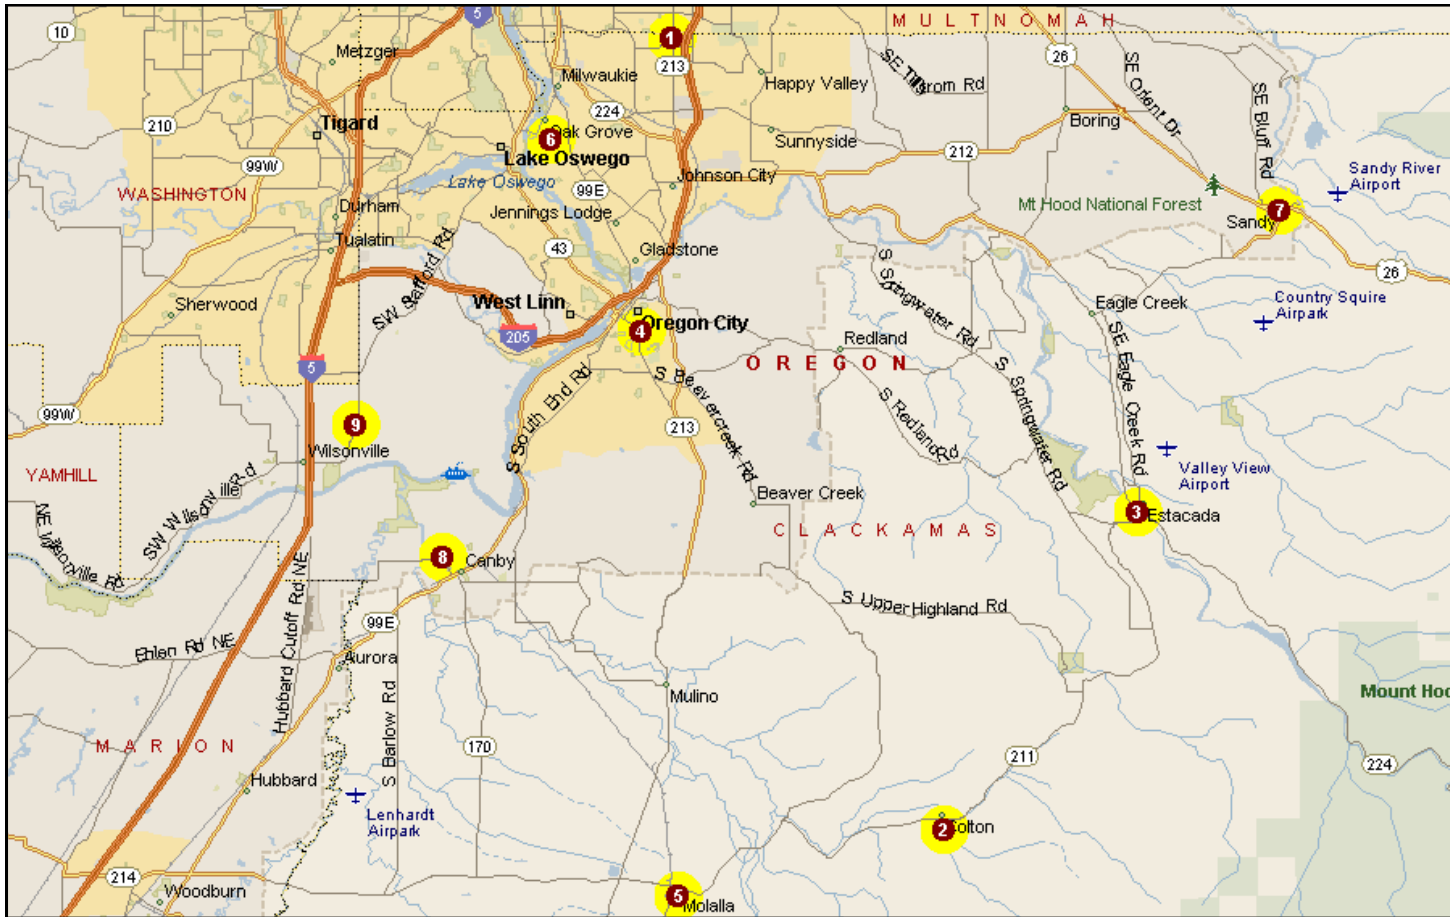 5
MULTNOMAH
10
1
Metzger
26
213
Milwaukie
Happy Valley
SE Orient Dr
SE Bluff Rd
224
210
Tigard
Boring
Oak Grove
6
Sunnyside
Lake Oswego
212
99W
Sandy River
Airport
Lake Oswego
99E
Johnson City
WASHINGTON
Mt Hood National Forest
Durham
Jennings Lodge
7
Sandy
Tualatin
SW Stafford Rd
43
Gladstone
26
S Springwater Rd
Sherwood
West Linn
Eagle Creek
Country Squire
Airpark
4
Oregon City
205
Redland
OREGON
5
S South End Rd
S Beavercreek Rd
S Redland Rd
S Springwater Rd
SE Eagle Creek Rd
99W
9
213
Wilsonville
YAMHILL
SW Wilsonville Rd
Valley View
Airport
Beaver Creek
3
Estacada
CLACKAMAS
NE Wilsonville Rd
8
Canby
S Upper Highland Rd
99E
Ehlen Rd NE
Hubbard Cutoff Rd NE
Aurora
S Barlow Rd
Mulino
Mount Hoo
MARION
170
211
224
Hubbard
Lenhardt
Airpark
2
Colton
214
Woodburn
5
Molalla